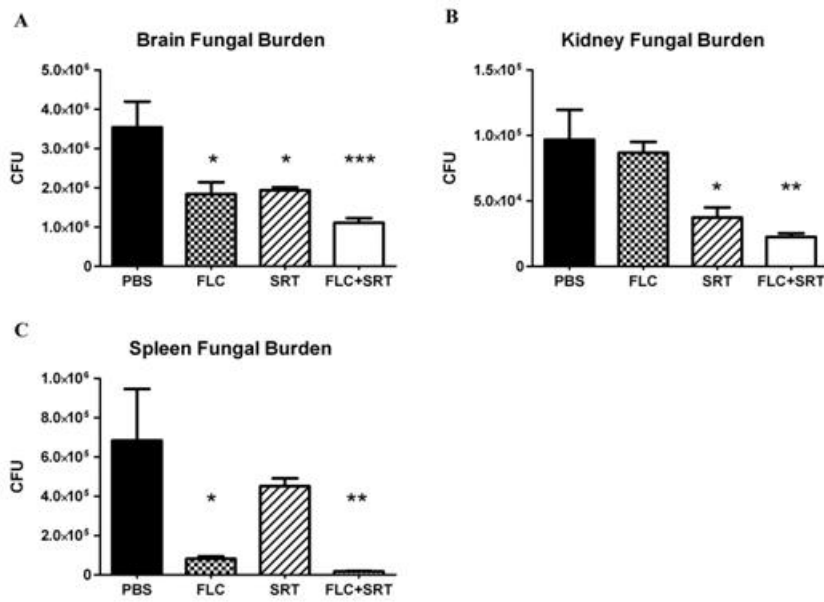 A
Brain Fungal Burden
CFU
5.0×10⁶
4.0×10⁶
3.0×10⁶
2.0×10⁶
1.0×10⁶
0
* * ***
PBS FLC SRT FLC+SRT
B
Kidney Fungal Burden
CFU
1.5×10⁵
1.0×10⁵
5.0×10⁴
0
* **
PBS FLC SRT FLC+SRT
C
Spleen Fungal Burden
CFU
1.0×10⁶
8.0×10⁵
6.0×10⁵
4.0×10⁵
2.0×10⁵
0
* **
PBS FLC SRT FLC+SRT